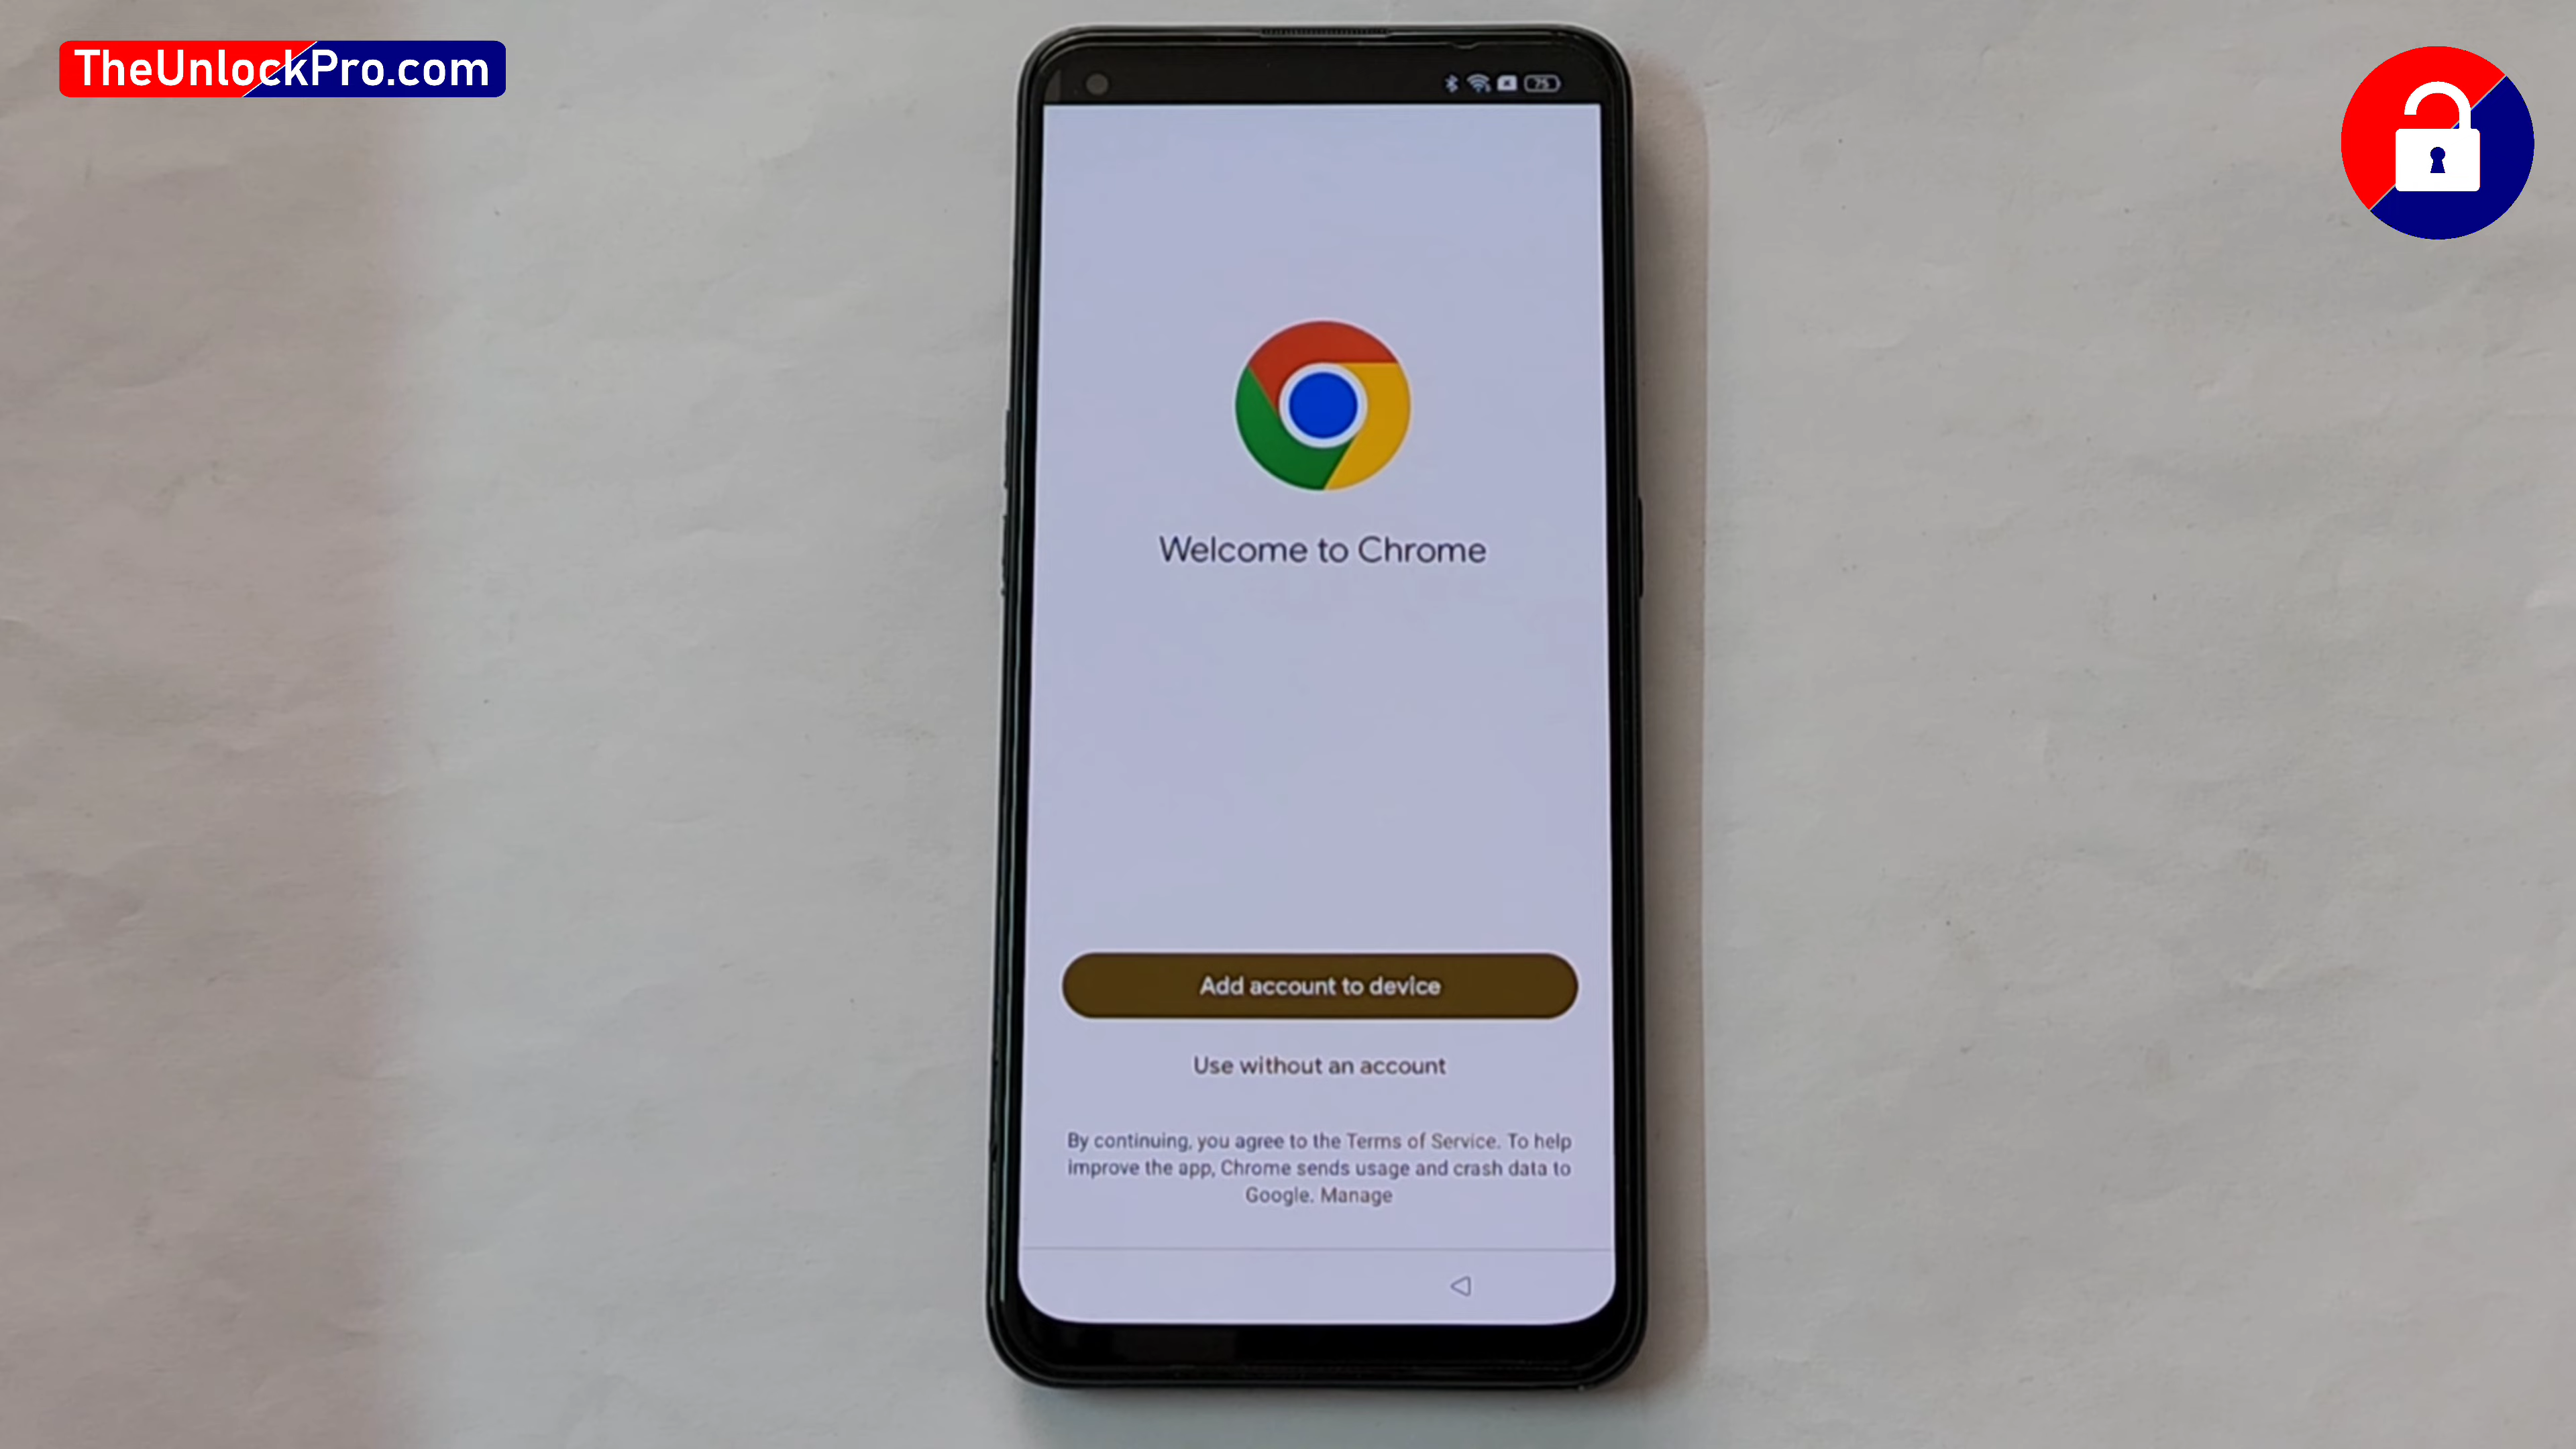 TheUnlockPro.com
75
Welcome to Chrome
Add account to device
Use without an account
By continuing, you agree to the Terms of Service. To help
improve the app, Chrome sends usage and crash data to
Google. Manage